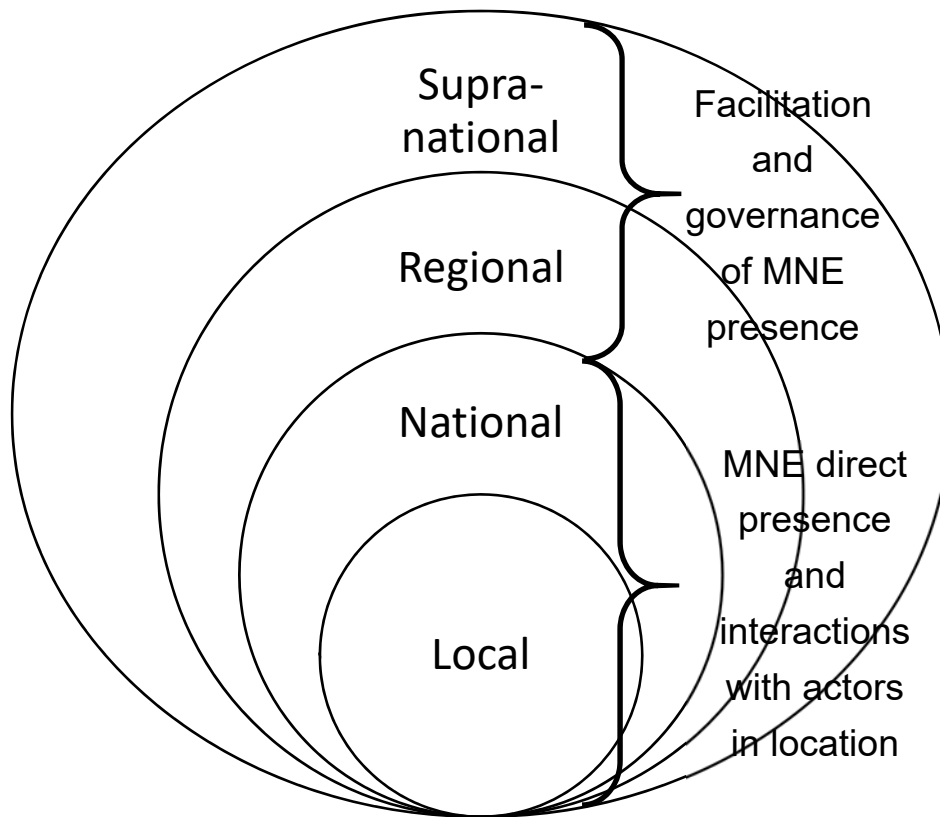 Supra-
national
Regional
National
Local
Facilitation
and
governance
of MNE
presence
MNE direct
presence
and
interactions
with actors
in location